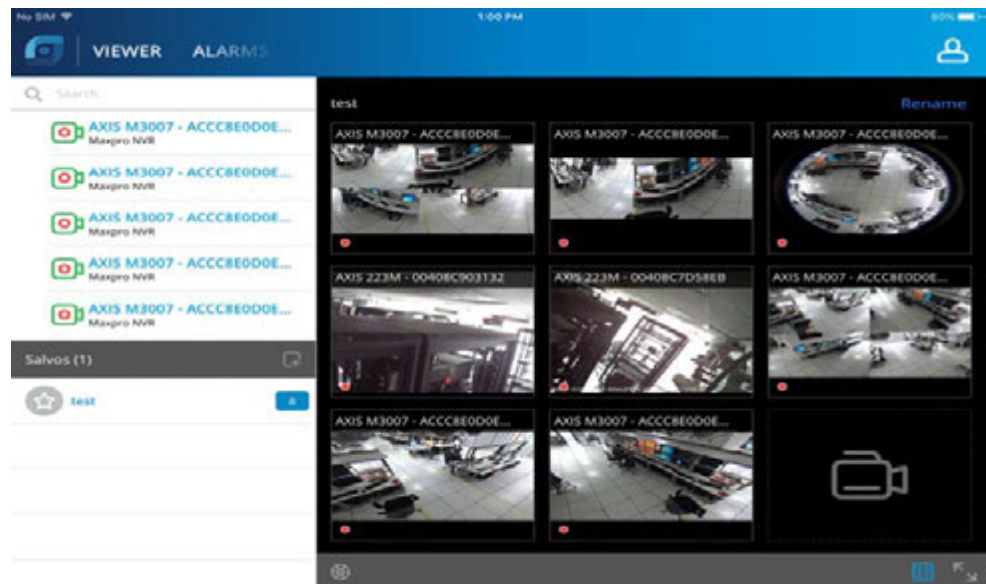 No SIM 1:00 PM 80%
VIEWER ALARMS
Search
AXIS M3007 - ACCC8E0D0E...
Maxpro NVR
AXIS M3007 - ACCC8E0D0E...
Maxpro NVR
AXIS M3007 - ACCC8E0D0E...
Maxpro NVR
AXIS M3007 - ACCC8E0D0E...
Maxpro NVR
AXIS M3007 - ACCC8E0D0E...
Maxpro NVR
Salvos (1)
test 8
test Rename
AXIS M3007 - ACCC8E0D0E... AXIS M3007 - ACCC8E0D0E... AXIS M3007 - ACCC8E0D0E...
AXIS 223M - 00408C903132 AXIS 223M - 00408C7D58EB AXIS M3007 - ACCC8E0D0E...
AXIS M3007 - ACCC8E0D0E... AXIS M3007 - ACCC8E0D0E...